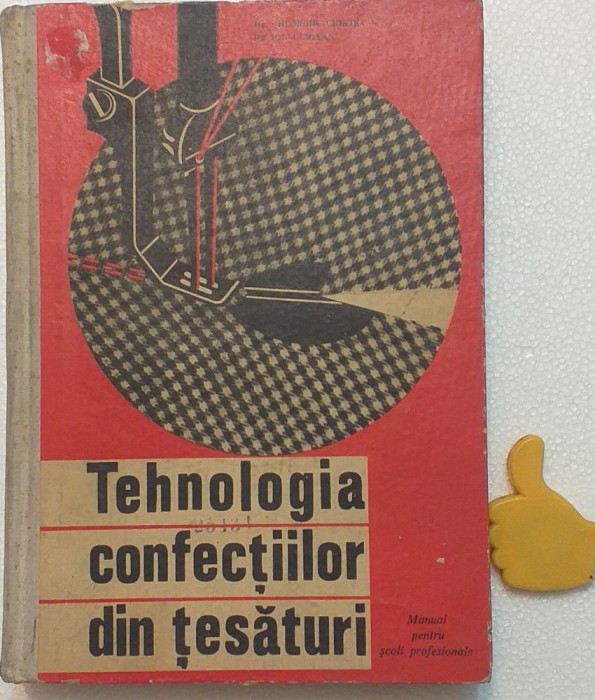 Tehnologia
confecțiilor
din țesături
Manual
pentru
școli profesionale